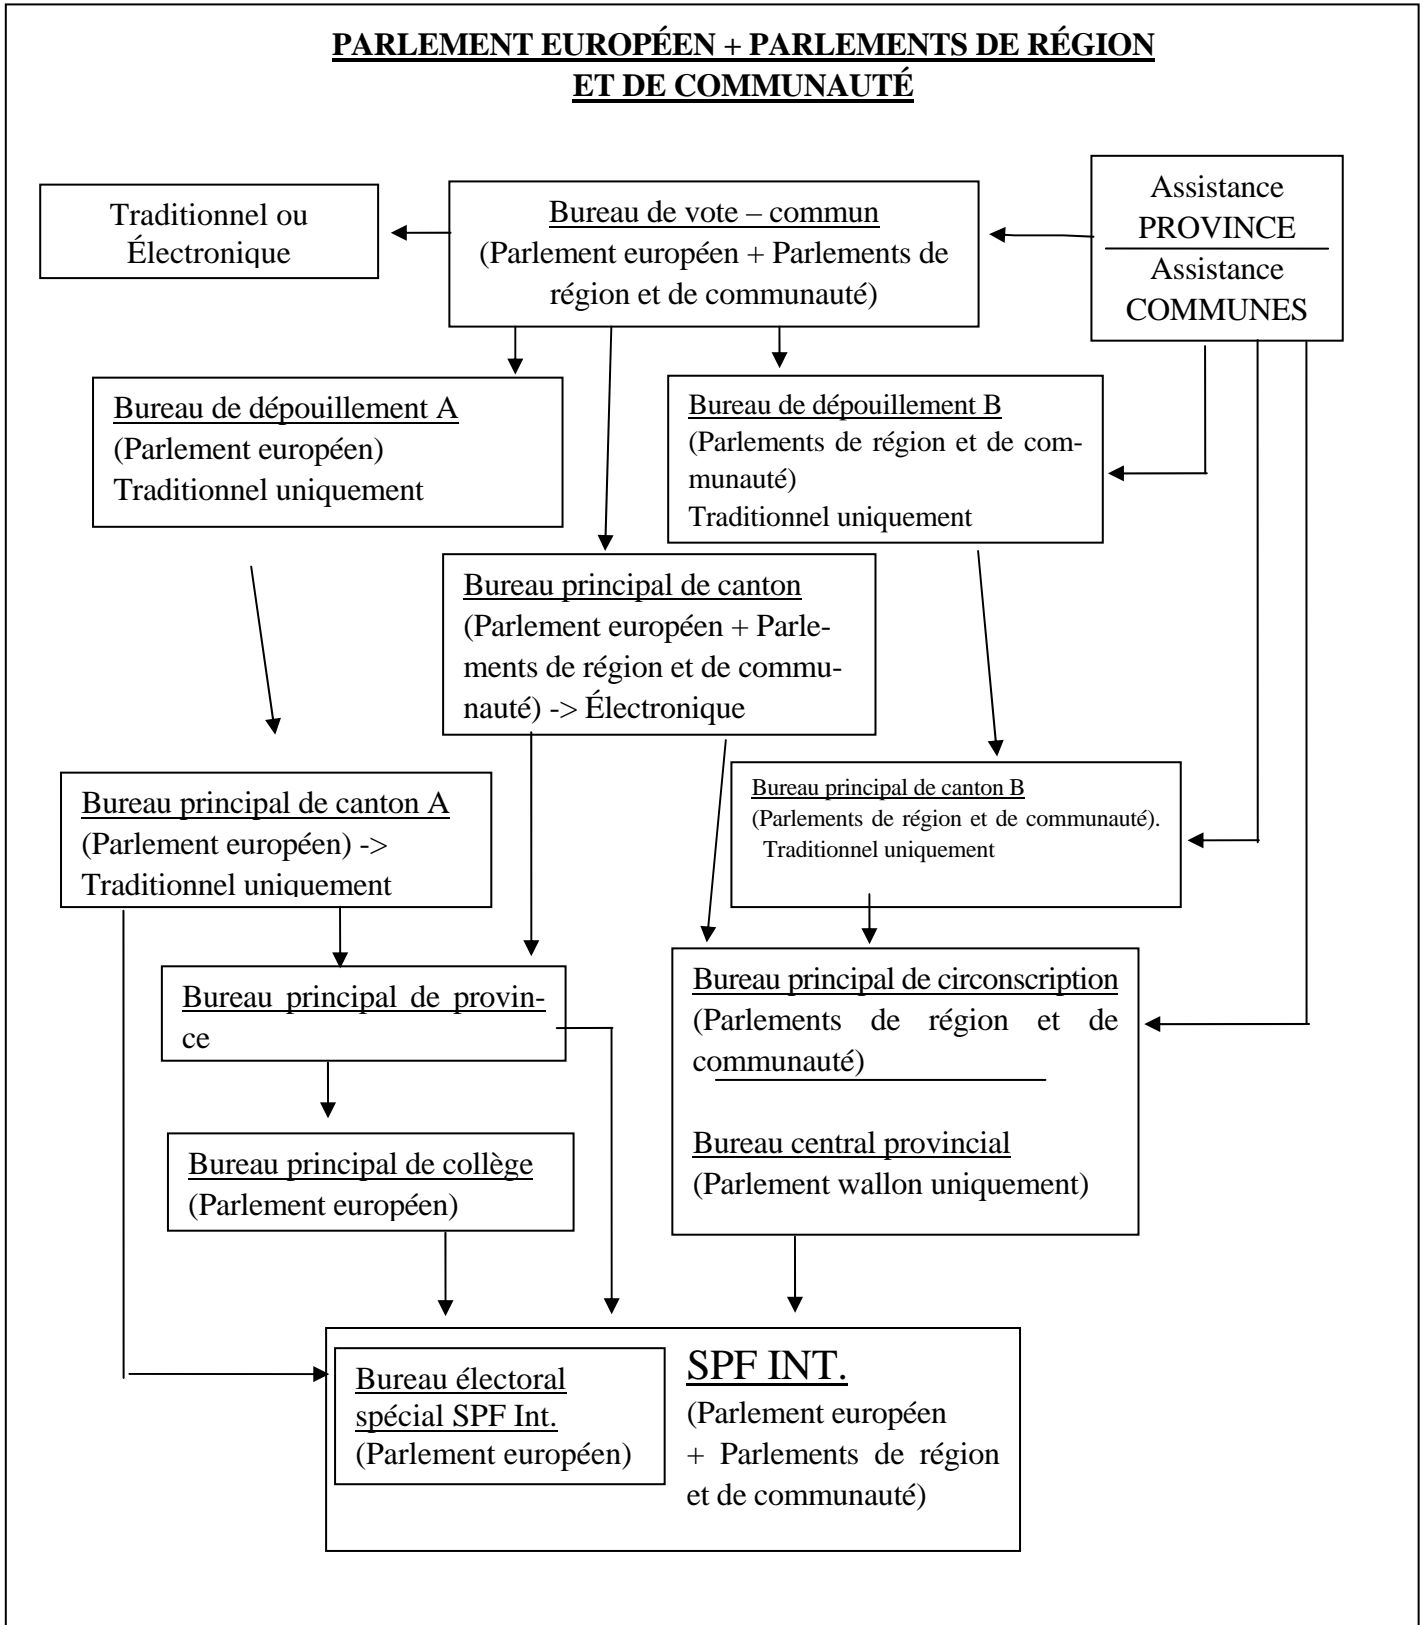 PARLEMENT EUROPÉEN + PARLEMENTS DE RÉGION
ET DE COMMUNAUTÉ
Traditionnel ou
Électronique
Bureau de vote – commun
(Parlement européen + Parlements de
région et de communauté)
Assistance
PROVINCE
Assistance
COMMUNES
Bureau de dépouillement A
(Parlement européen)
Traditionnel uniquement
Bureau de dépouillement B
(Parlements de région et de com-
munauté)
Traditionnel uniquement
Bureau principal de canton
(Parlement européen + Parle-
ments de région et de commu-
nauté) -> Électronique
Bureau principal de canton A
(Parlement européen) ->
Traditionnel uniquement
Bureau principal de canton B
(Parlements de région et de communauté).
Traditionnel uniquement
Bureau principal de provin-
ce
Bureau principal de circonscription
(Parlements de région et de
communauté)
Bureau central provincial
(Parlement wallon uniquement)
Bureau principal de collège
(Parlement européen)
Bureau électoral
spécial SPF Int.
(Parlement européen)
SPF INT.
(Parlement européen
+ Parlements de région
et de communauté)